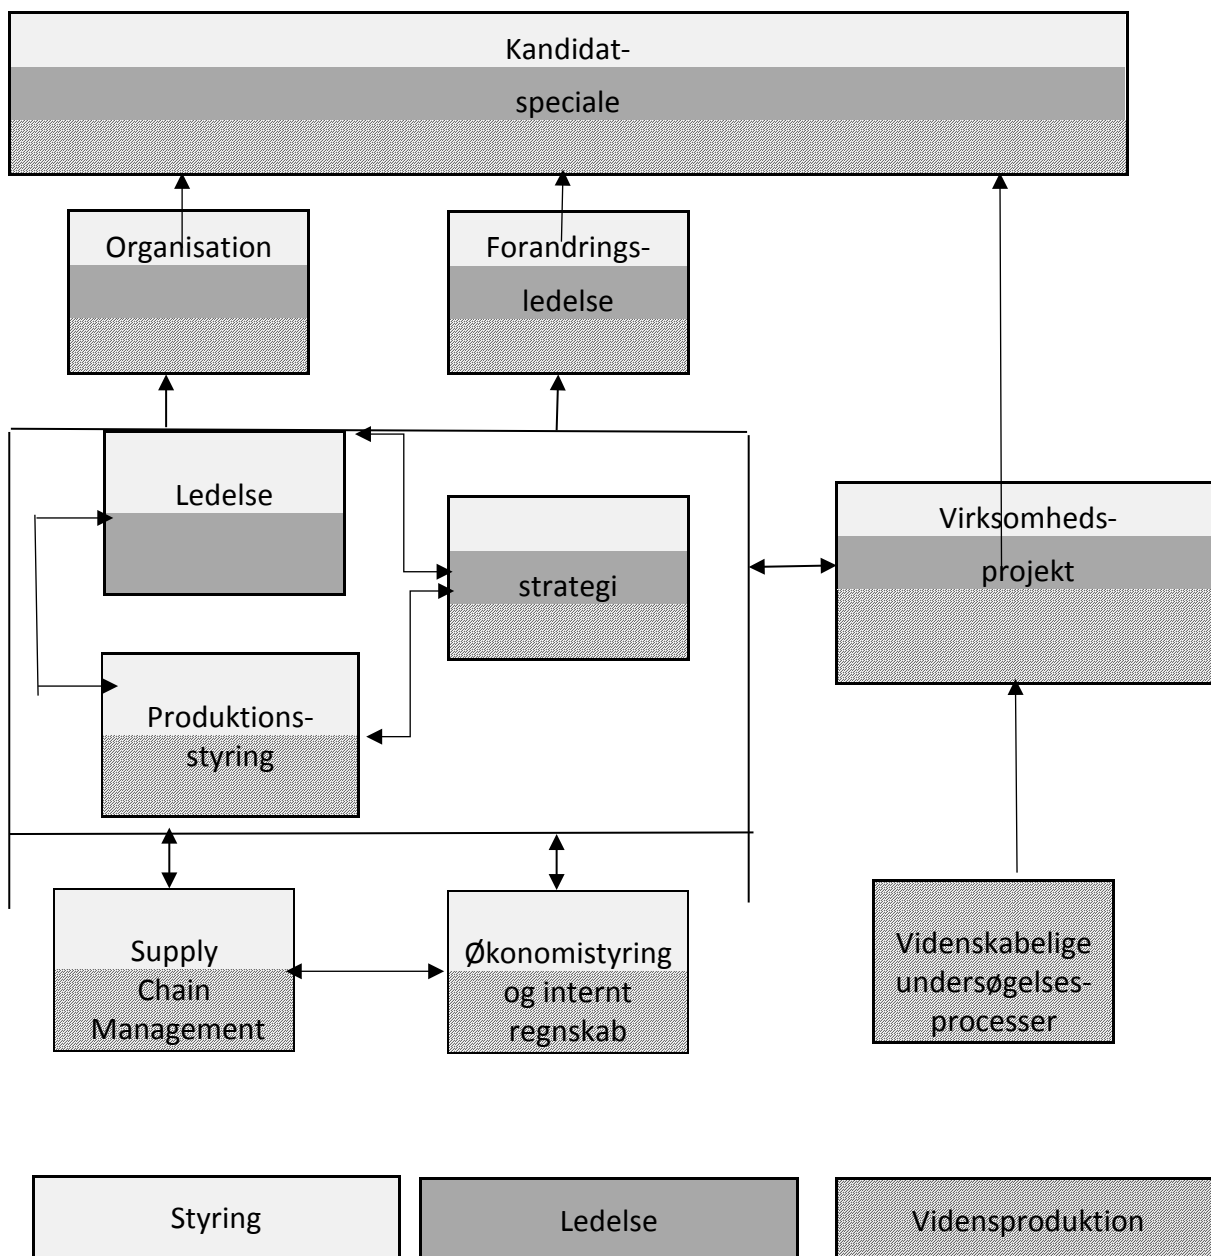 Kandidat-
speciale
Organisation
Forandrings-
ledelse
Ledelse
strategi
Virksomheds-
projekt
Produktions-
styring
Supply
Chain
Management
Økonomistyring
og internt
regnskab
Videnskabelige
undersøgelses-
processer
Styring
Ledelse
Vidensproduktion